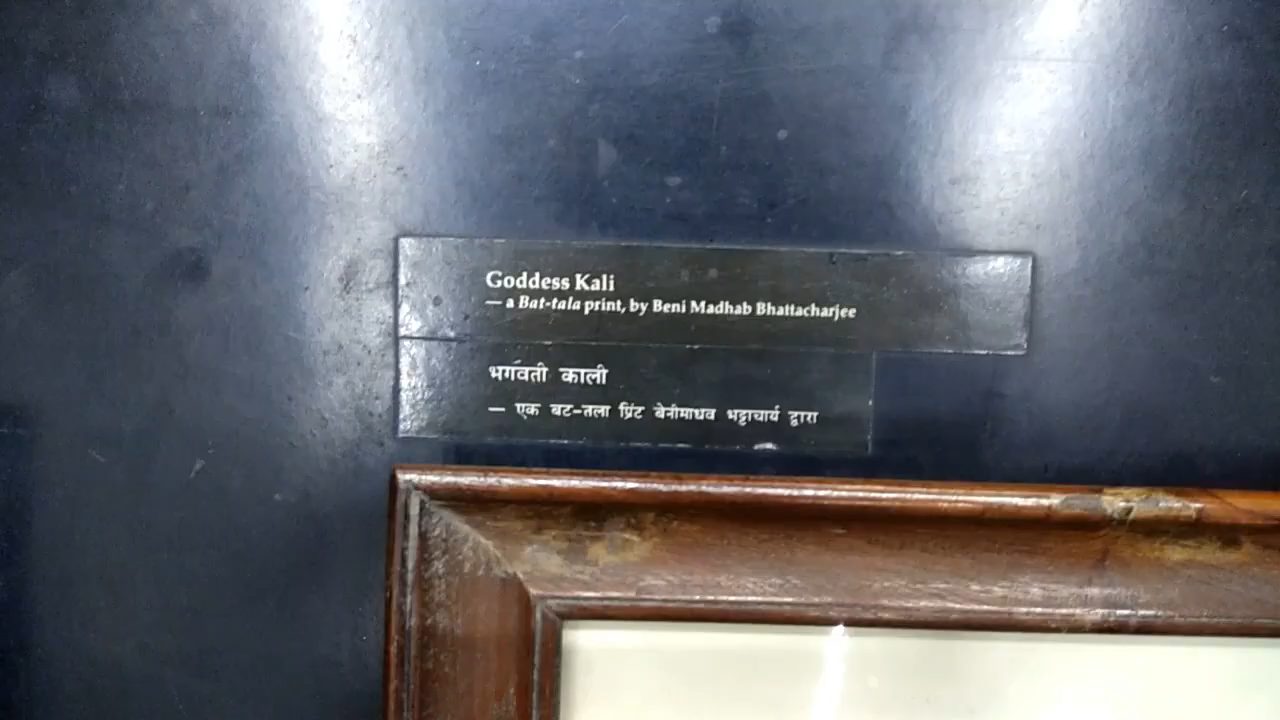 Goddess Kali
— a Bat-tala print, by Beni Madhab Bhattacharjee
भगवती काली
— एक बट-तला प्रिंट बेनीमाधव भट्टाचार्य द्वारा